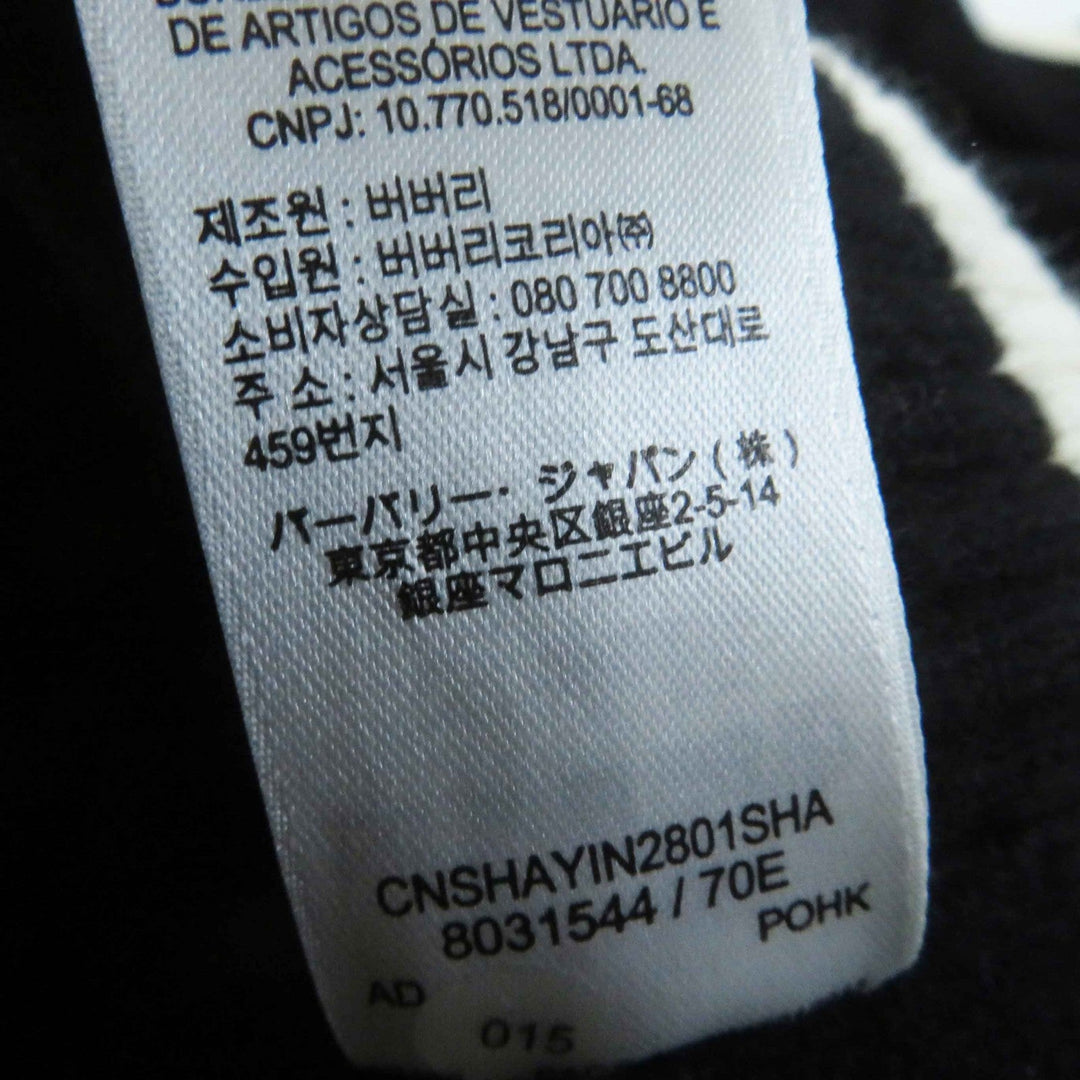 DE ARTIGOS DE VESTUÁRIO E
ACESSÓRIOS LTDA.
CNPJ: 10.770.518/0001-68
제조원 : 버버리
수입원 : 버버리코리아㈜
소비자상담실 : 080 700 8800
주 소 : 서울시 강남구 도산대로
459번지
バーバリー・ジャパン(株)
東京都中央区銀座2-5-14
銀座マロニエビル
CNSHAYIN2801SHA
8031544 / 70E
POHK
AD
015